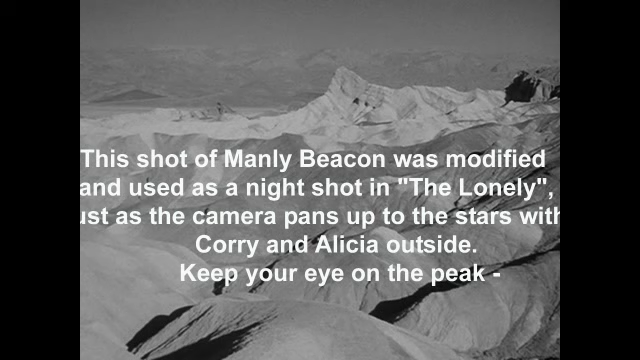 This shot of Manly Beacon was modified
and used as a night shot in "The Lonely",
ust as the camera pans up to the stars with
Corry and Alicia outside.
Keep your eye on the peak -